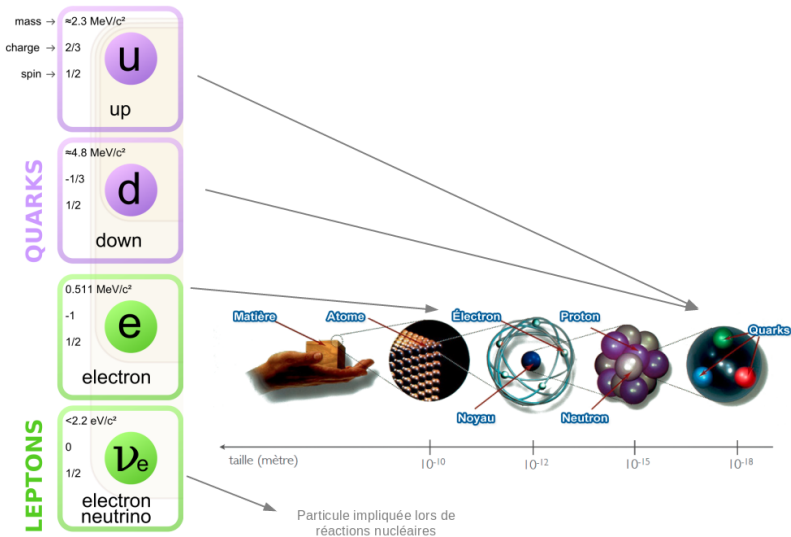 mass → ≈2.3 MeV/c²
charge → 2/3
spin → 1/2
u
up
QUARKS
≈4.8 MeV/c²
-1/3
1/2
d
down
0.511 MeV/c²
-1
1/2
e
electron
LEPTONS
<2.2 eV/c²
0
1/2
νe
electron
neutrino
Matière
Atome
Électron
Proton
Quarks
Noyau
Neutron
taille (mètre)
10⁻¹⁰
10⁻¹²
10⁻¹⁵
10⁻¹⁸
Particule impliquée lors de
réactions nucléaires